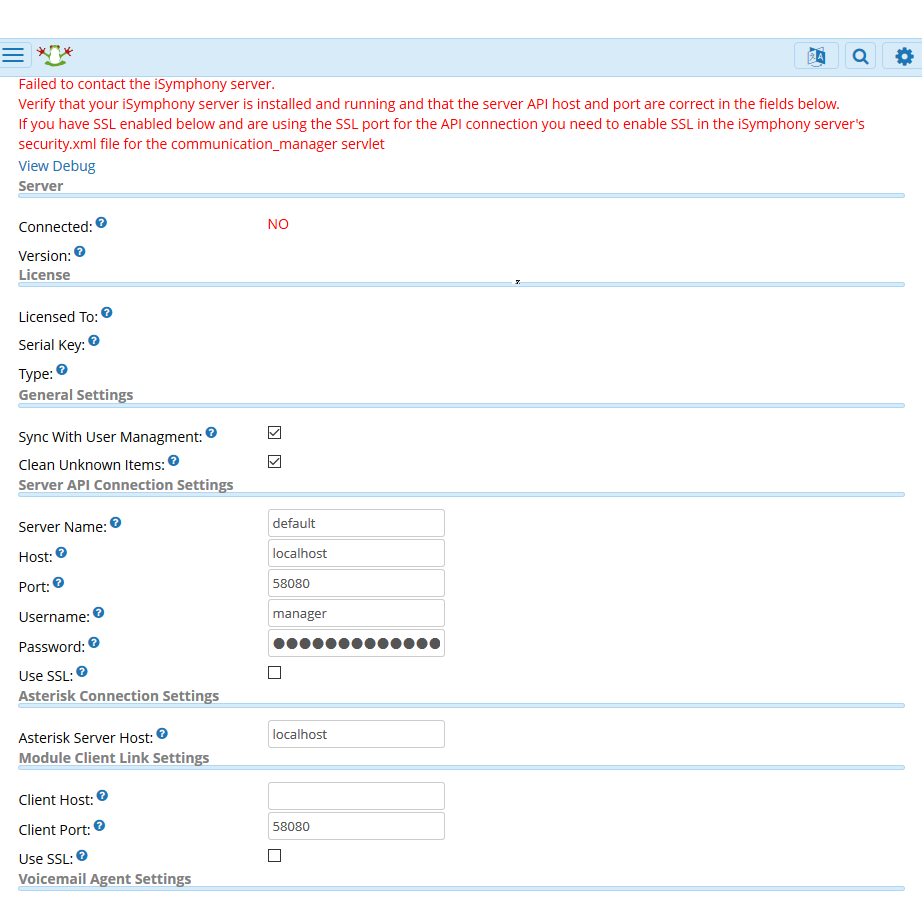 Failed to contact the iSymphony server.
Verify that your iSymphony server is installed and running and that the server API host and port are correct in the fields below.
If you have SSL enabled below and are using the SSL port for the API connection you need to enable SSL in the iSymphony server's
security.xml file for the communication_manager servlet
View Debug
Server
Connected: NO
Version:
License
Licensed To:
Serial Key:
Type:
General Settings
Sync With User Managment:
Clean Unknown Items:
Server API Connection Settings
Server Name: default
Host: localhost
Port: 58080
Username: manager
Password: ●●●●●●●●●●●●●
Use SSL:
Asterisk Connection Settings
Asterisk Server Host: localhost
Module Client Link Settings
Client Host:
Client Port: 58080
Use SSL:
Voicemail Agent Settings